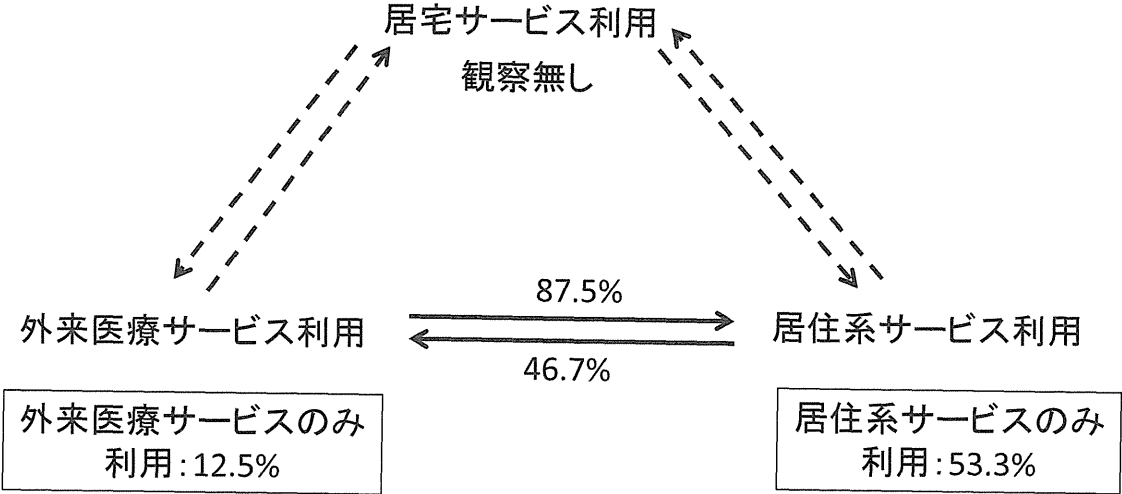 居宅サービス利用
観察無し
87.5%
外来医療サービス利用
居住系サービス利用
46.7%
外来医療サービスのみ
利用：12.5%
居住系サービスのみ
利用：53.3%